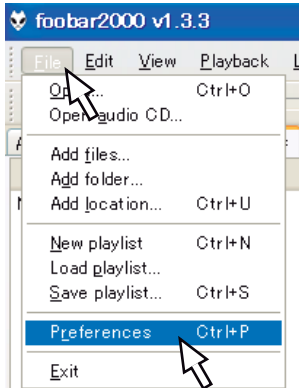 foobar2000 v1.3.3
File Edit View Playback
Open audio CD...
Ctrl+O
Add files...
Add folder...
Add location... Ctrl+U
New playlist Ctrl+N
Load playlist...
Save playlist... Ctrl+S
Preferences Ctrl+P
Exit